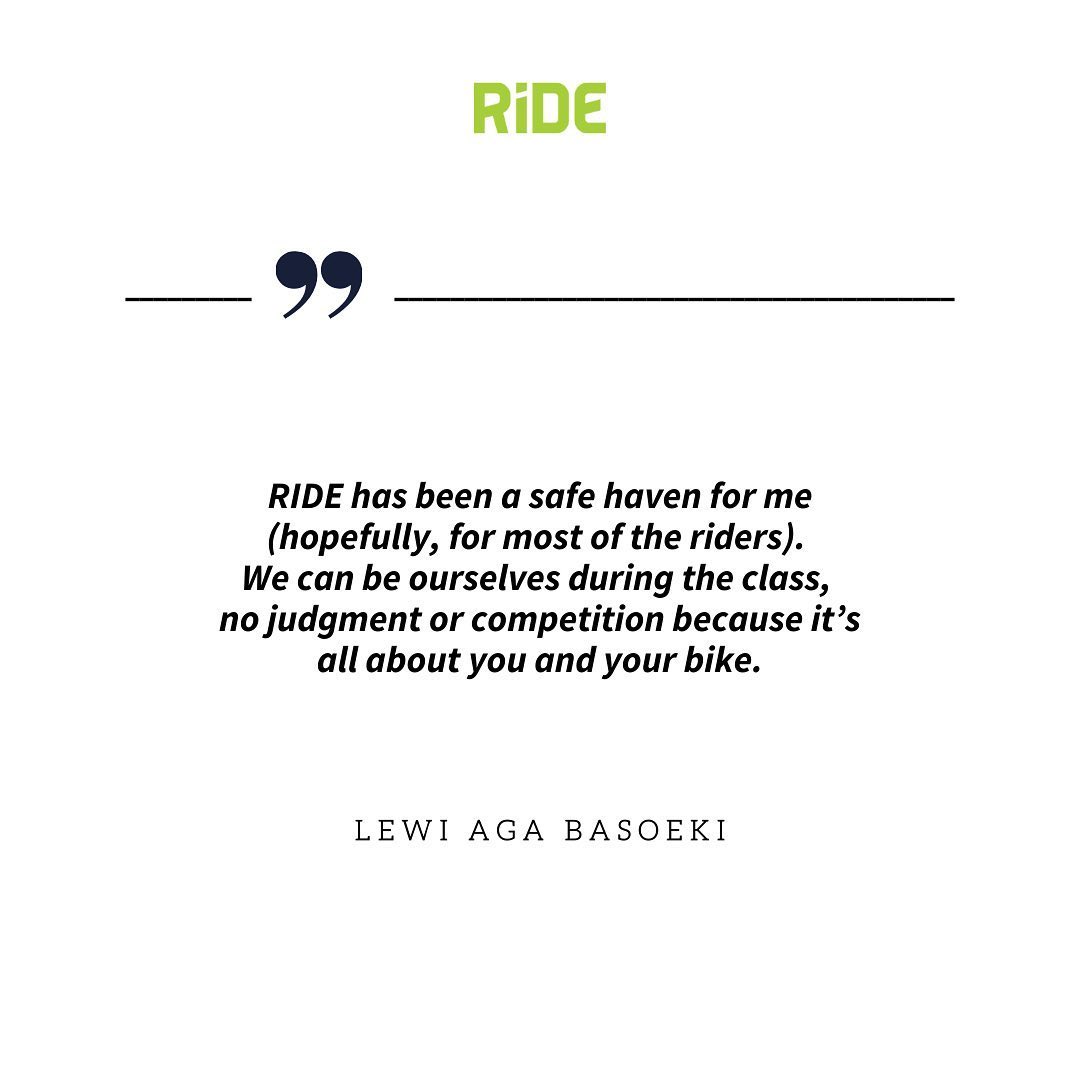 RiDE
”
RIDE has been a safe haven for me
(hopefully, for most of the riders).
We can be ourselves during the class,
no judgment or competition because it’s
all about you and your bike.
LEWI AGA BASOEKI